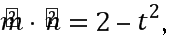 m⃗ · n⃗ = 2 – t²,